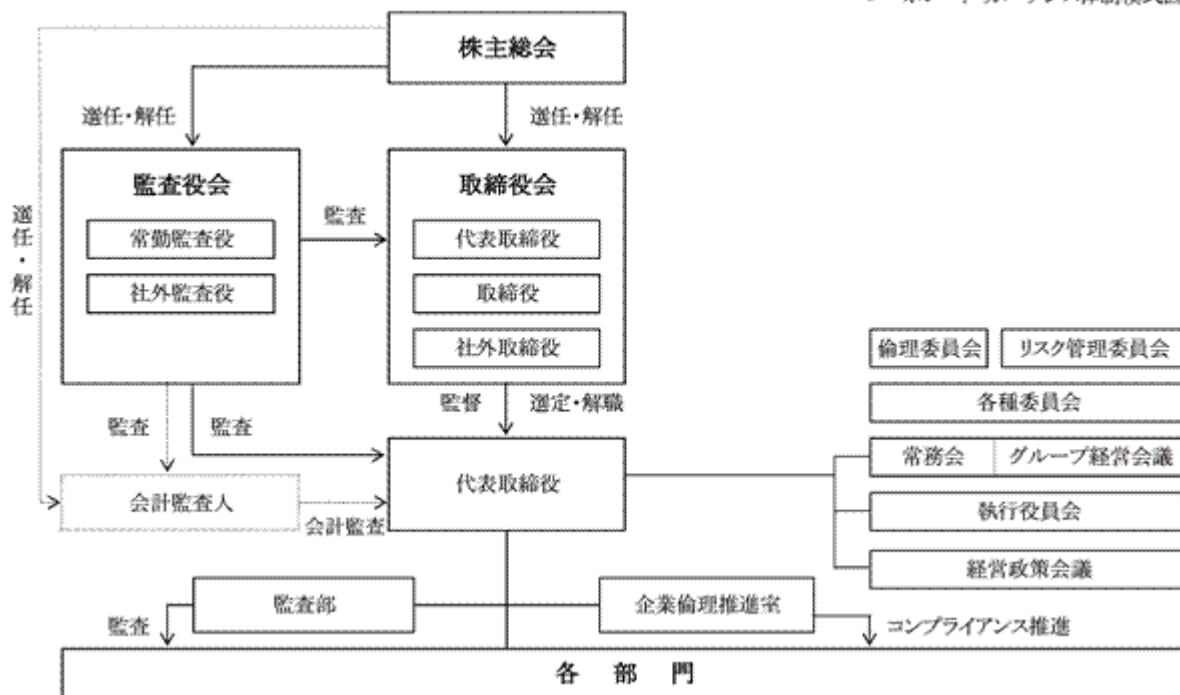 株主総会
選任・解任
選任・解任
選任・解任
監査役会
常勤監査役
社外監査役
監査
取締役会
代表取締役
取締役
社外取締役
監査
監査
監督
選定・解職
会計監査人
会計監査
代表取締役
倫理委員会
リスク管理委員会
各種委員会
常務会
グループ経営会議
執行役員会
経営政策会議
監査部
企業倫理推進室
監査
コンプライアンス推進
各部門